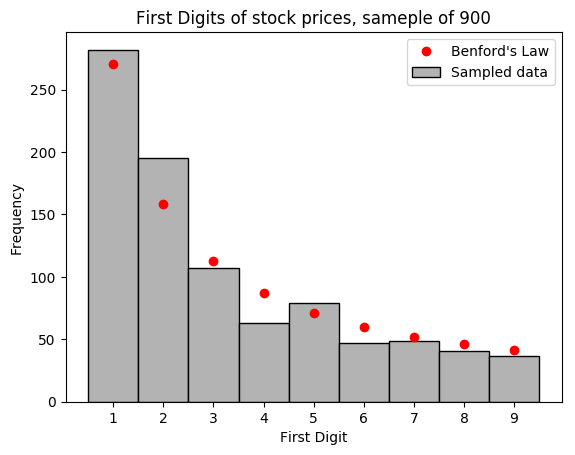 First Digits of stock prices, sameple of 900
Benford's Law
Sampled data
Frequency
250
200
150
100
50
0
1 2 3 4 5 6 7 8 9
First Digit